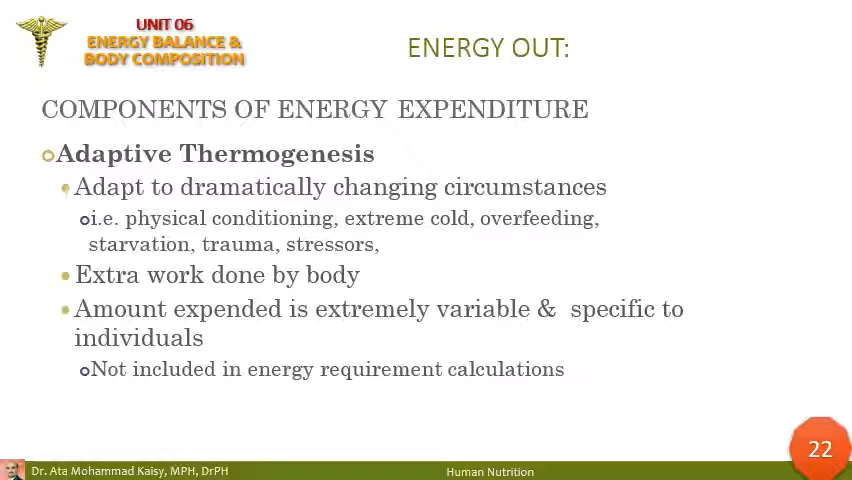 UNIT 06
ENERGY BALANCE &
BODY COMPOSITION
ENERGY OUT:
COMPONENTS OF ENERGY EXPENDITURE
Adaptive Thermogenesis
Adapt to dramatically changing circumstances
i.e. physical conditioning, extreme cold, overfeeding,
starvation, trauma, stressors,
Extra work done by body
Amount expended is extremely variable & specific to
individuals
Not included in energy requirement calculations
22
Dr. Ata Mohammad Kaisy, MPH, DrPH
Human Nutrition